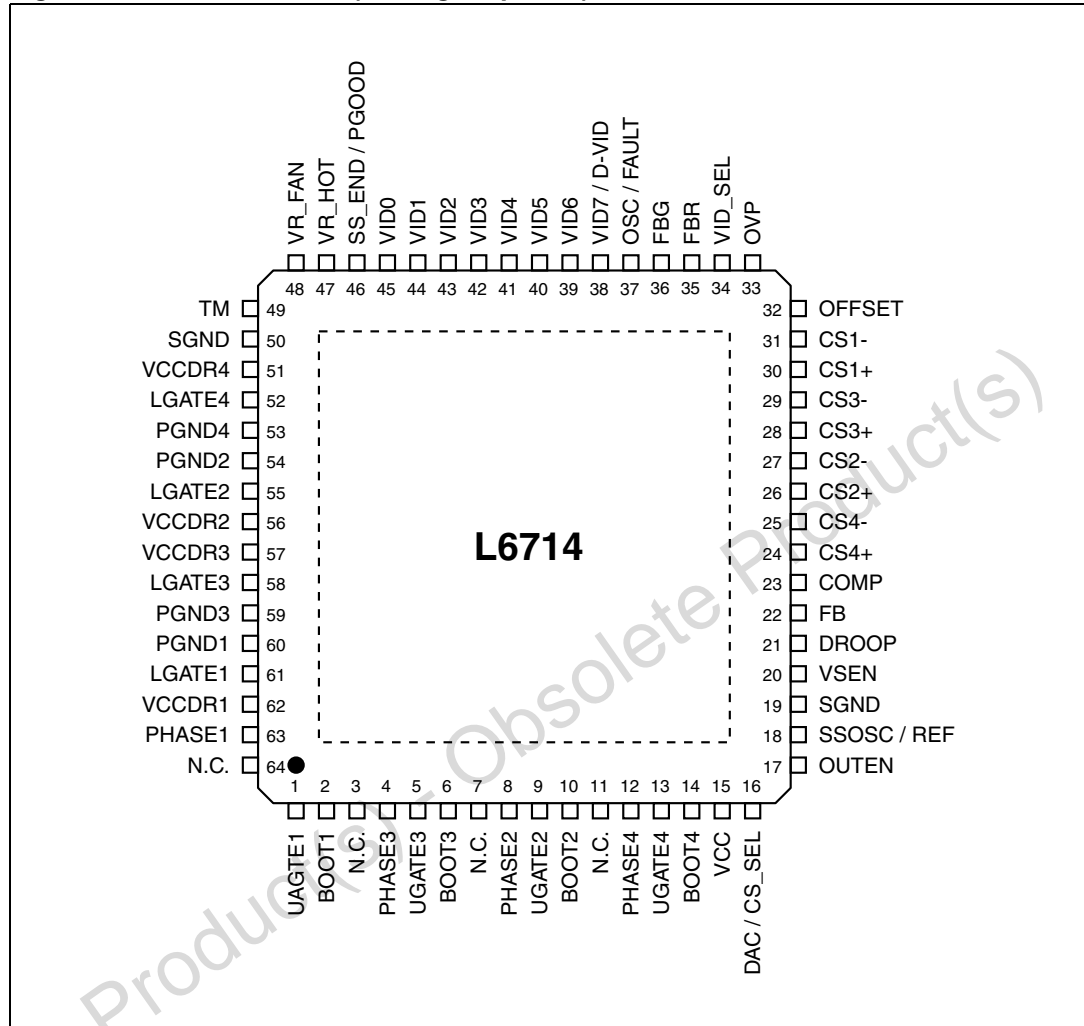 VR_FAN
VR_HOT
SS_END / PGOOD
VID0
VID1
VID2
VID3
VID4
VID5
VID6
VID7 / D-VID
OSC / FAULT
FBG
FBR
VID_SEL
OVP
48 47 46 45 44 43 42 41 40 39 38 37 36 35 34 33
TM 49
SGND 50
VCCDR4 51
LGATE4 52
PGND4 53
PGND2 54
LGATE2 55
VCCDR2 56
VCCDR3 57
LGATE3 58
PGND3 59
PGND1 60
LGATE1 61
VCCDR1 62
PHASE1 63
N.C. 64
L6714
32 OFFSET
31 CS1-
30 CS1+
29 CS3-
28 CS3+
27 CS2-
26 CS2+
25 CS4-
24 CS4+
23 COMP
22 FB
21 DROOP
20 VSEN
19 SGND
18 SSOSC / REF
17 OUTEN
1 2 3 4 5 6 7 8 9 10 11 12 13 14 15 16
UAGTE1
BOOT1
N.C.
PHASE3
UGATE3
BOOT3
N.C.
PHASE2
UGATE2
BOOT2
N.C.
PHASE4
UGATE4
BOOT4
VCC
DAC / CS_SEL
Product(s) - Obsolete Product(s)